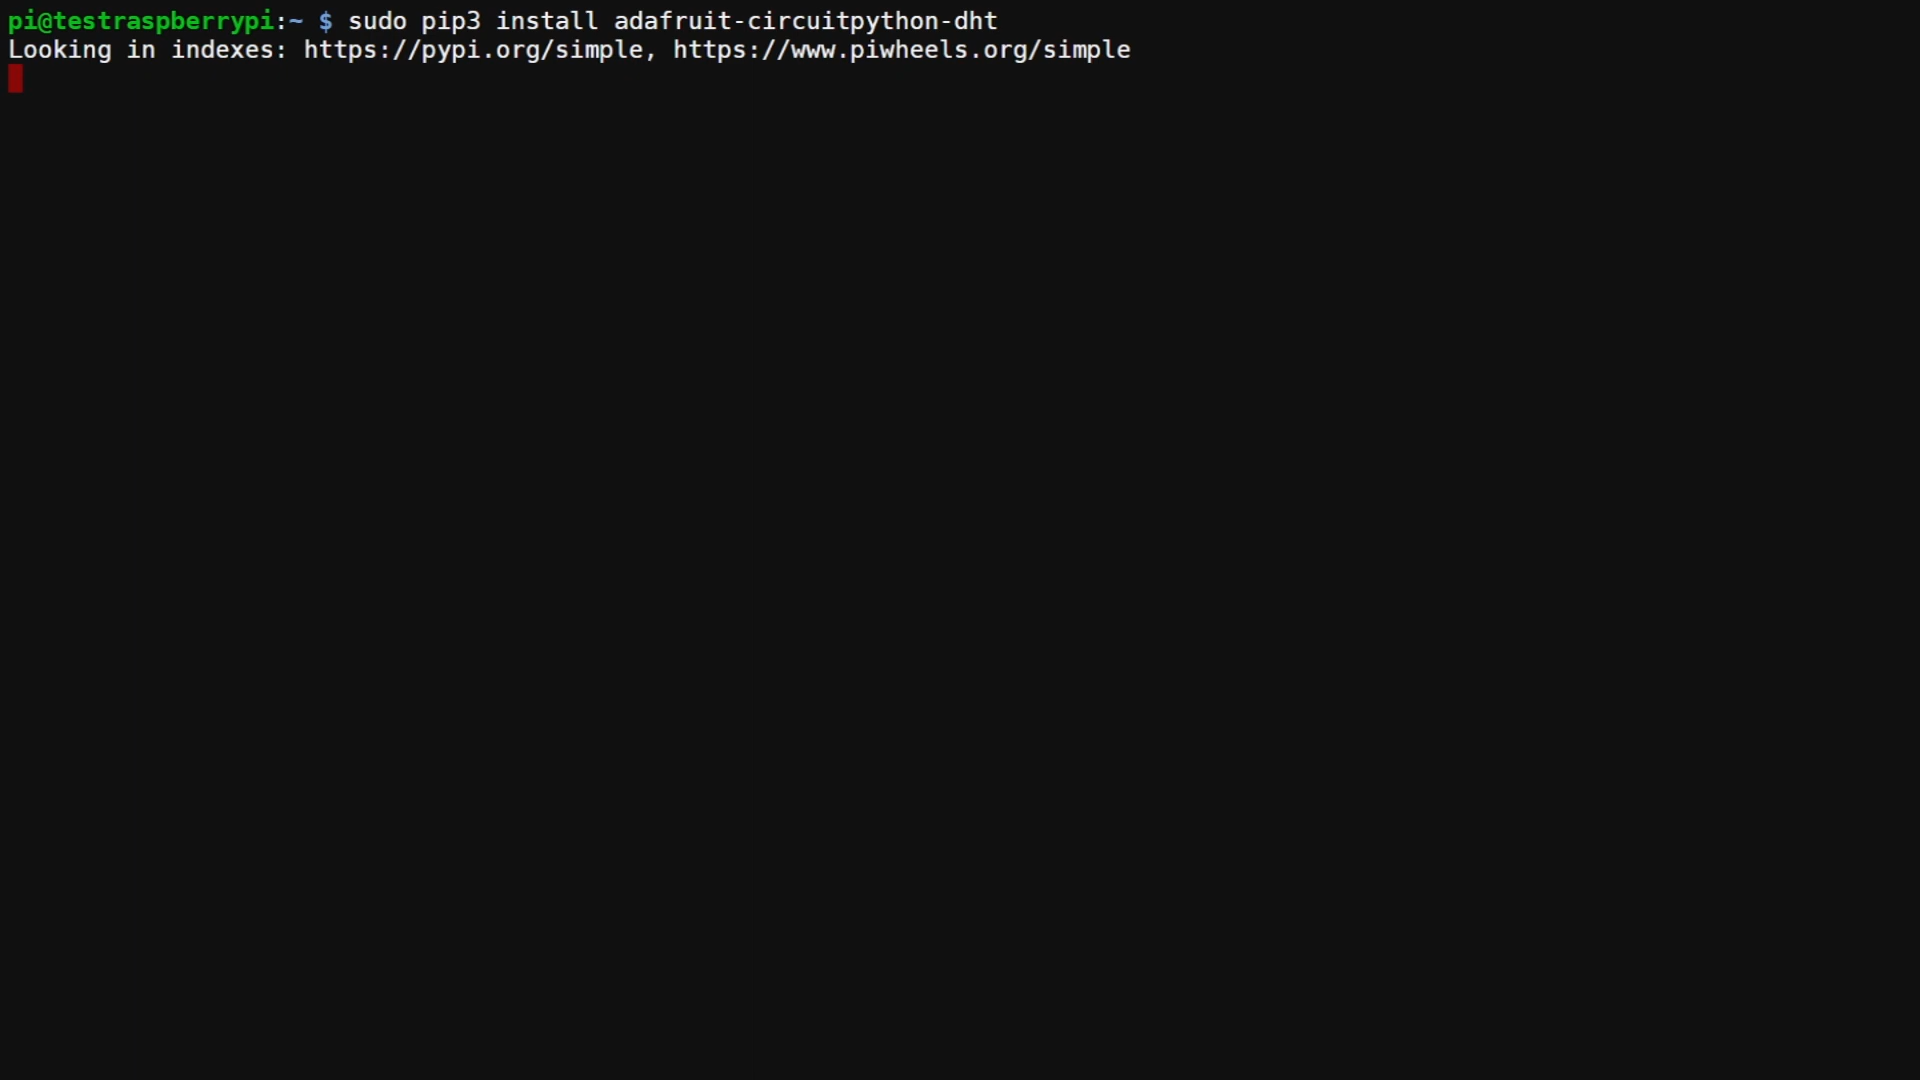 pi@testraspberrypi:~ $ sudo pip3 install adafruit-circuitpython-dht
Looking in indexes: https://pypi.org/simple, https://www.piwheels.org/simple